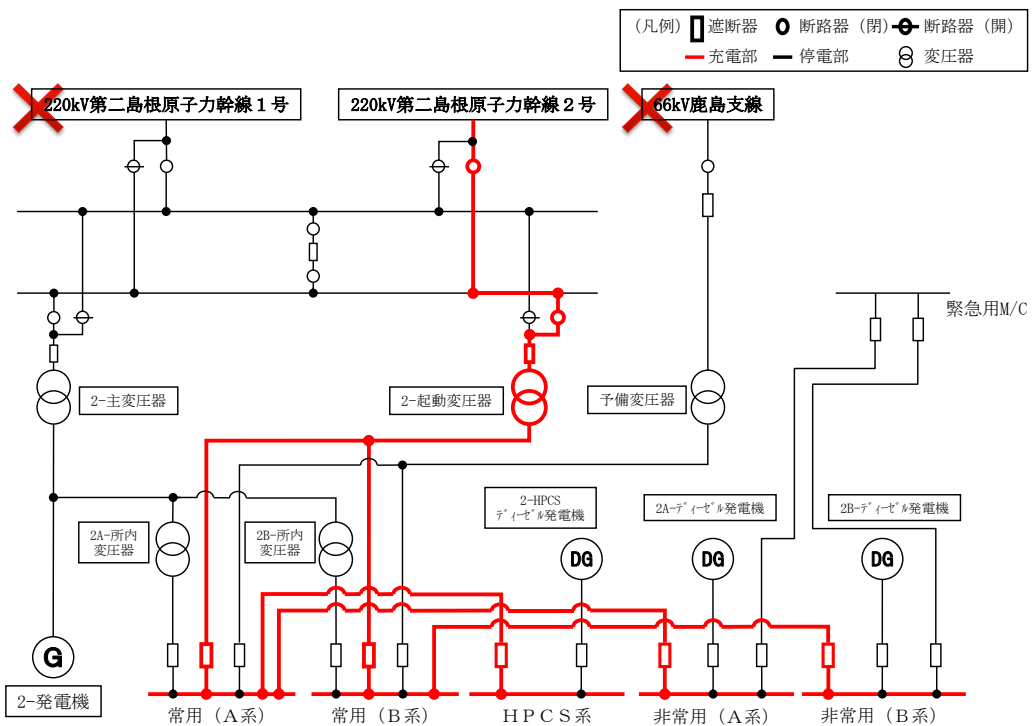 （凡例） 遮断器 断路器（閉） 断路器（開）
充電部 停電部 変圧器
220kV第二島根原子力幹線１号 220kV第二島根原子力幹線２号 66kV鹿島支線
緊急用M/C
2-主変圧器 2-起動変圧器 予備変圧器
2A-所内
変圧器
2B-所内
変圧器
2-HPCS
ﾃﾞｨｰｾﾞﾙ発電機
2A-ﾃﾞｨｰｾﾞﾙ発電機
2B-ﾃﾞｨｰｾﾞﾙ発電機
DG DG DG
G
2-発電機
常用（A系） 常用（B系） ＨＰＣＳ系 非常用（A系） 非常用（B系）